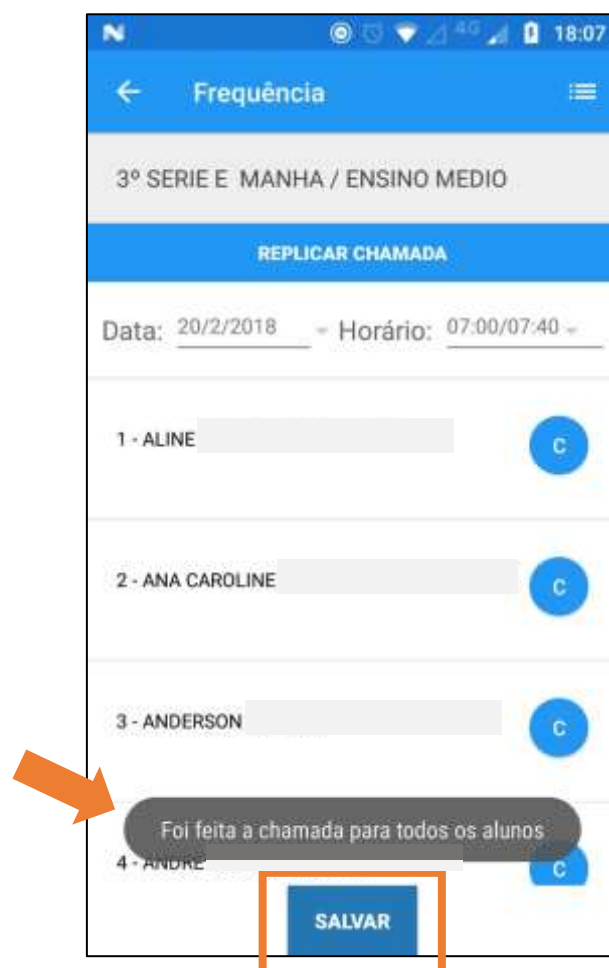 4G 18:07
Frequência
3º SERIE E MANHA / ENSINO MEDIO
REPLICAR CHAMADA
Data: 20/2/2018 Horário: 07:00/07:40
1 - ALINE C
2 - ANA CAROLINE C
3 - ANDERSON C
Foi feita a chamada para todos os alunos
4 - ANDRE C
SALVAR